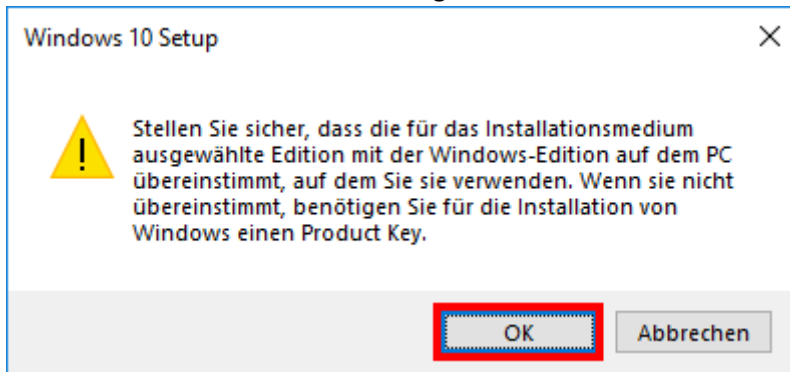 Windows 10 Setup
Stellen Sie sicher, dass die für das Installationsmedium
ausgewählte Edition mit der Windows-Edition auf dem PC
übereinstimmt, auf dem Sie sie verwenden. Wenn sie nicht
übereinstimmt, benötigen Sie für die Installation von
Windows einen Product Key.
OK
Abbrechen